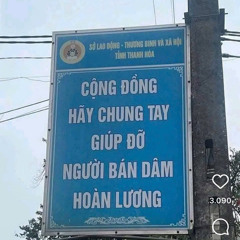 SỞ LAO ĐỘNG - THƯƠNG BINH VÀ XÃ HỘI
TỈNH THANH HÓA
CỘNG ĐỒNG
HÃY CHUNG TAY
GIÚP ĐỠ
NGƯỜI BÁN DÂM
HOÀN LƯƠNG
3.090